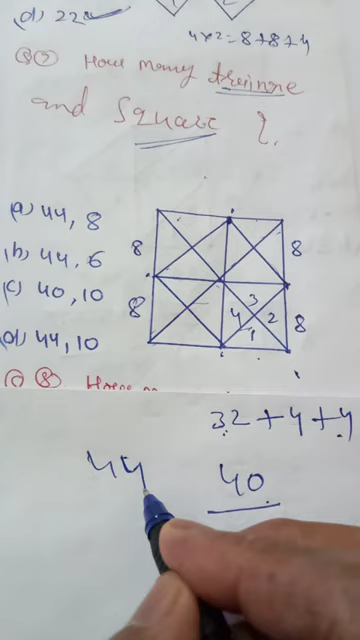 (d) 22
4×2=8+8+4
Q⑦ How many
and Square ?
(a) 44, 8
(b) 44, 6
(c) 40, 10
(d) 44, 10
8 8
8 8
3
4 2
1
⑧
32+4+4
44 40